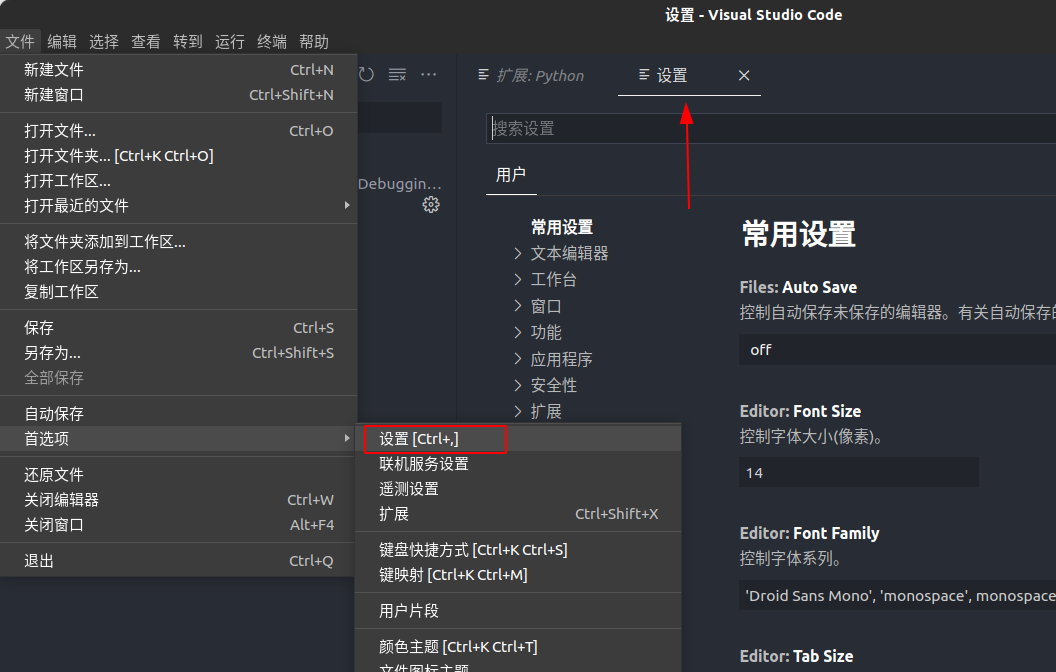 设置 - Visual Studio Code
文件 编辑 选择 查看 转到 运行 终端 帮助
新建文件 Ctrl+N
新建窗口 Ctrl+Shift+N
打开文件... Ctrl+O
打开文件夹... [Ctrl+K Ctrl+O]
打开工作区...
打开最近的文件
将文件夹添加到工作区...
将工作区另存为...
复制工作区
保存 Ctrl+S
另存为... Ctrl+Shift+S
全部保存
自动保存
首选项
还原文件
关闭编辑器 Ctrl+W
关闭窗口 Alt+F4
退出 Ctrl+Q
设置 [Ctrl+,]
联机服务设置
遥测设置
扩展 Ctrl+Shift+X
键盘快捷方式 [Ctrl+K Ctrl+S]
键映射 [Ctrl+K Ctrl+M]
用户片段
颜色主题 [Ctrl+K Ctrl+T]
文件图标主题
Debuggin...
扩展: Python
设置
搜索设置
用户
常用设置
文本编辑器
工作台
窗口
功能
应用程序
安全性
扩展
常用设置
Files: Auto Save
控制自动保存未保存的编辑器。有关自动保存的
off
Editor: Font Size
控制字体大小(像素)。
14
Editor: Font Family
控制字体系列。
'Droid Sans Mono', 'monospace', monospace
Editor: Tab Size